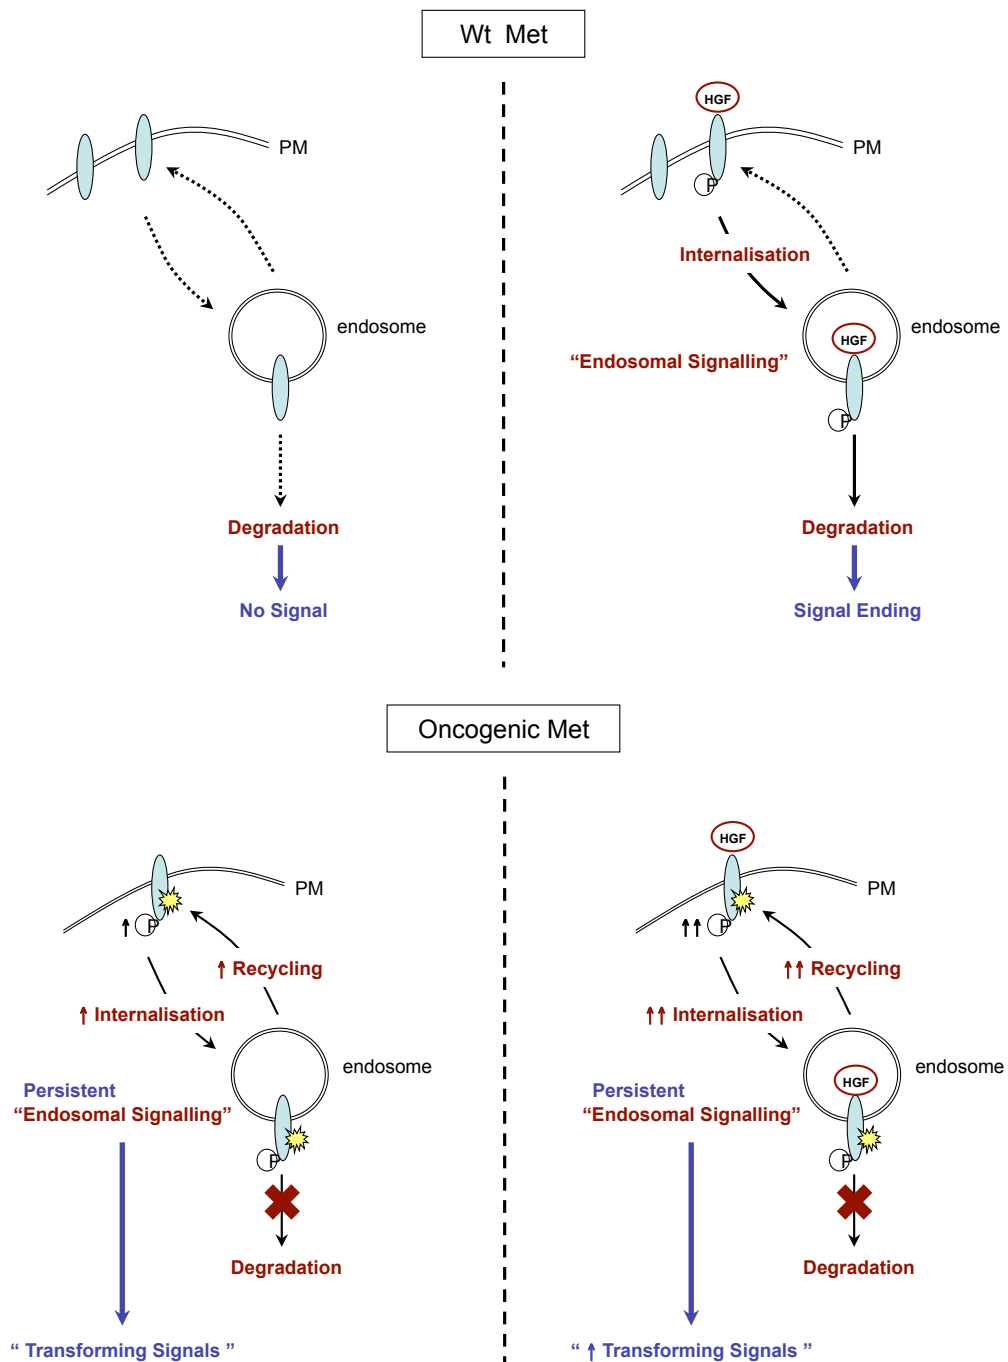 Wt Met
PM
endosome
Degradation
No Signal
HGF
PM
P
Internalisation
endosome
HGF
“Endosomal Signalling”
P
Degradation
Signal Ending
Oncogenic Met
PM
↑ P
↑ Recycling
↑ Internalisation
endosome
Persistent
“Endosomal Signalling”
P
Degradation
“ Transforming Signals ”
HGF
PM
↑↑ P
↑↑ Recycling
↑↑ Internalisation
endosome
HGF
Persistent
“Endosomal Signalling”
P
Degradation
“ ↑ Transforming Signals ”